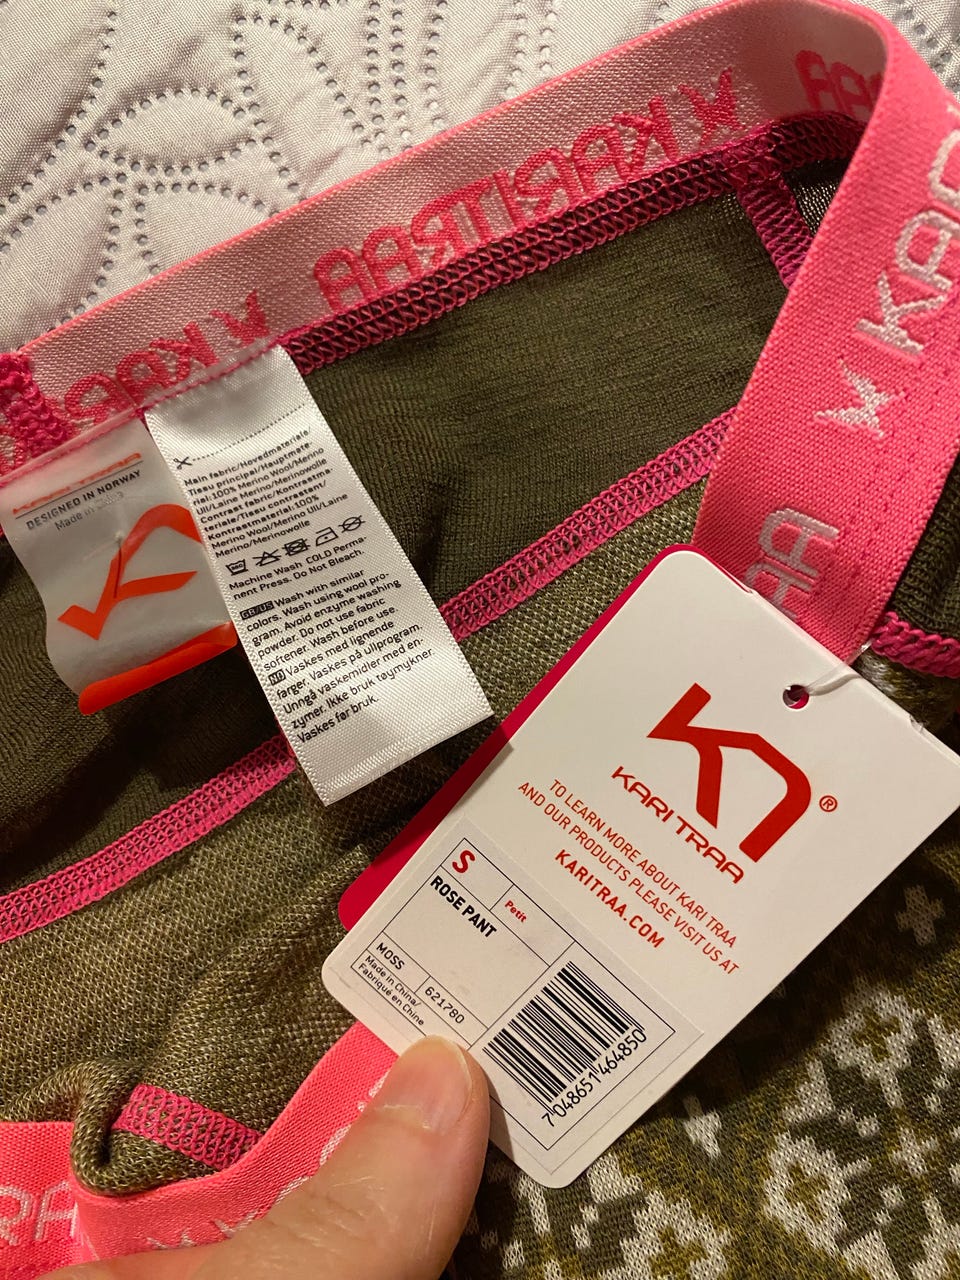 KARI TRAA
KARI TRAA
DESIGNED IN NORWAY
Made in China
Main fabric/Hovedmateriale/
Tissu principal/Hauptmate-
rial:100% Merino Wool/Merino
Ull/Laine Merino/Merinowolle
Contrast fabric/Kontrastma
teriale/Tissu contrastant/
Kontrastmaterial:100%
Merino Wool/Merino Ull/Laine
Merino/Merinowolle
Machine Wash COLD Perma-
nent Press. Do Not Bleach.
GB/US Wash with similar
colors. Wash using wool pro-
gram. Avoid enzyme washing
powder. Do not use fabric
softener. Wash before use.
NO Vaskes med lignende
farger. Vaskes på ullprogram.
Unngå vaskemidler med en-
zymer. Ikke bruk tøymykner.
Vaskes før bruk.
®
KARI TRAA
TO LEARN MORE ABOUT KARI TRAA
AND OUR PRODUCTS PLEASE VISIT US AT
KARITRAA.COM
S
Petit
ROSE PANT
MOSS
621780
Made in China/
Fabriqué en Chine
7048651464850